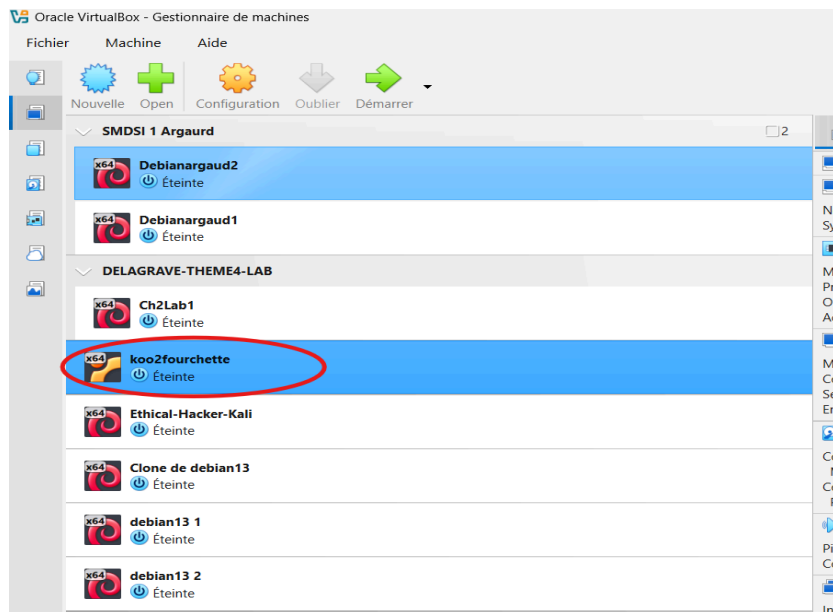 Oracle VirtualBox - Gestionnaire de machines
Fichier Machine Aide
Nouvelle Open Configuration Oublier Démarrer
SMDSI 1 Argaurd 2
x64 Debianargaud2
Éteinte
x64 Debianargaud1
Éteinte
DELAGRAVE-THEME4-LAB
x64 Ch2Lab1
Éteinte
x64 koo2fourchette
Éteinte
x64 Ethical-Hacker-Kali
Éteinte
x64 Clone de debian13
Éteinte
x64 debian13 1
Éteinte
x64 debian13 2
Éteinte